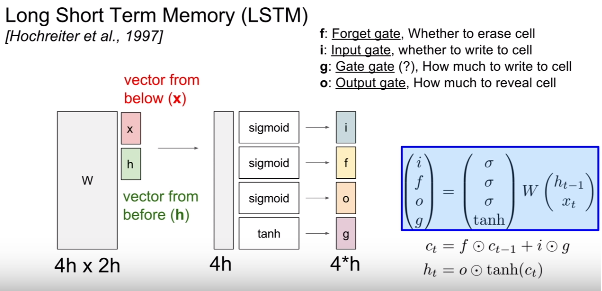 Long Short Term Memory (LSTM)
[Hochreiter et al., 1997]
f: Forget gate, Whether to erase cell
i: Input gate, whether to write to cell
g: Gate gate (?), How much to write to cell
o: Output gate, How much to reveal cell
vector from
below (x)
x
h
W
vector from
before (h)
4h x 2h
4h
sigmoid
sigmoid
sigmoid
tanh
i
f
o
g
4*h
(i f o g) = (σ σ σ tanh) W (h_{t-1} x_t)
c_t = f ⊙ c_{t-1} + i ⊙ g
h_t = o ⊙ tanh(c_t)